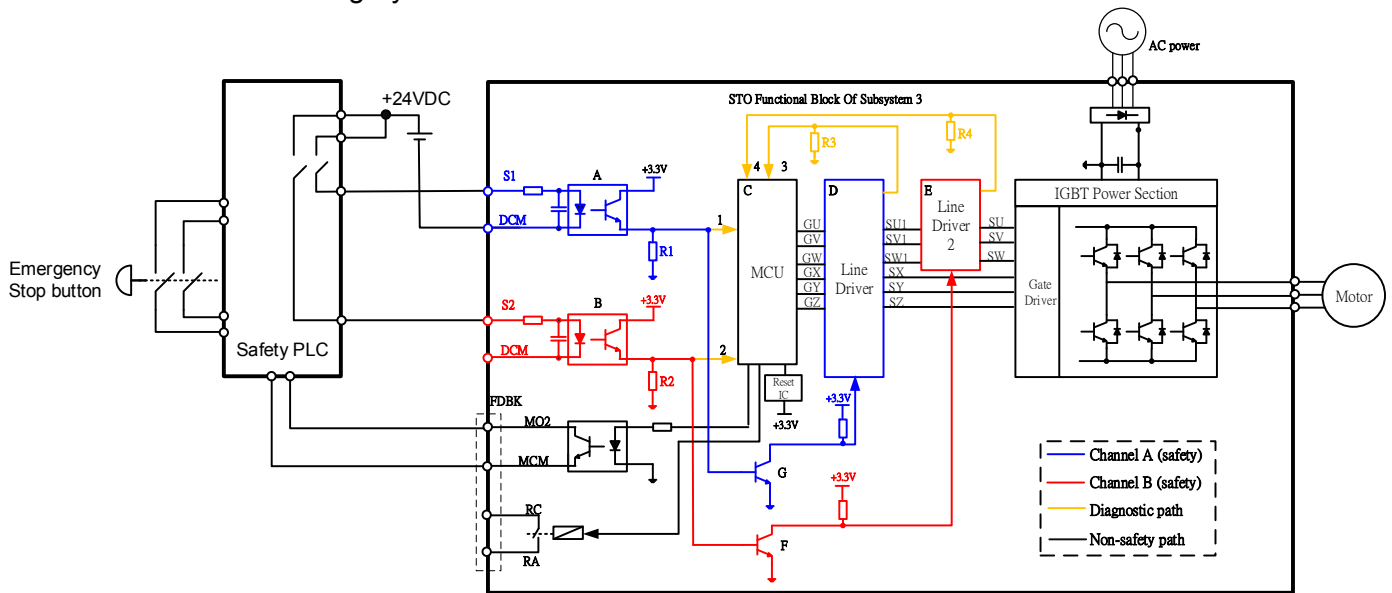 AC power
+24VDC
STO Functional Block Of Subsystem 3
R4
R3
S1
A
+3.3V
4
3
C
D
E
IGBT Power Section
DCM
1
R1
MCU
GU
GV
GW
GX
GY
GZ
Line
Driver
SU1
SV1
SW1
SX
SY
SZ
Line
Driver
2
SU
SV
SW
Gate
Driver
Motor
Emergency
Stop button
Safety PLC
S2
B
+3.3V
DCM
2
R2
Reset
IC
+3.3V
+3.3V
FDBK
MO2
MCM
G
+3.3V
RC
RA
F
Channel A (safety)
Channel B (safety)
Diagnostic path
Non-safety path